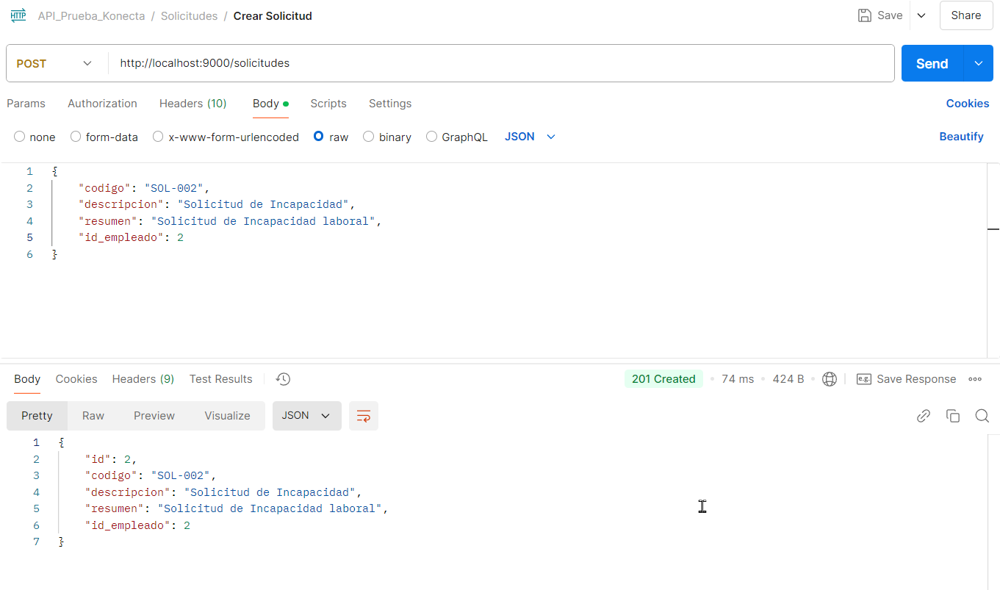 HTTP API_Prueba_Konecta / Solicitudes / Crear Solicitud Save Share
POST http://localhost:9000/solicitudes Send
Params Authorization Headers (10) Body Scripts Settings Cookies
none form-data x-www-form-urlencoded raw binary GraphQL JSON Beautify
1 {
2 "codigo": "SOL-002",
3 "descripcion": "Solicitud de Incapacidad",
4 "resumen": "Solicitud de Incapacidad laboral",
5 "id_empleado": 2
6 }
Body Cookies Headers (9) Test Results 201 Created 74 ms 424 B e.g. Save Response
Pretty Raw Preview Visualize JSON
1 {
2 "id": 2,
3 "codigo": "SOL-002",
4 "descripcion": "Solicitud de Incapacidad",
5 "resumen": "Solicitud de Incapacidad laboral",
6 "id_empleado": 2
7 }